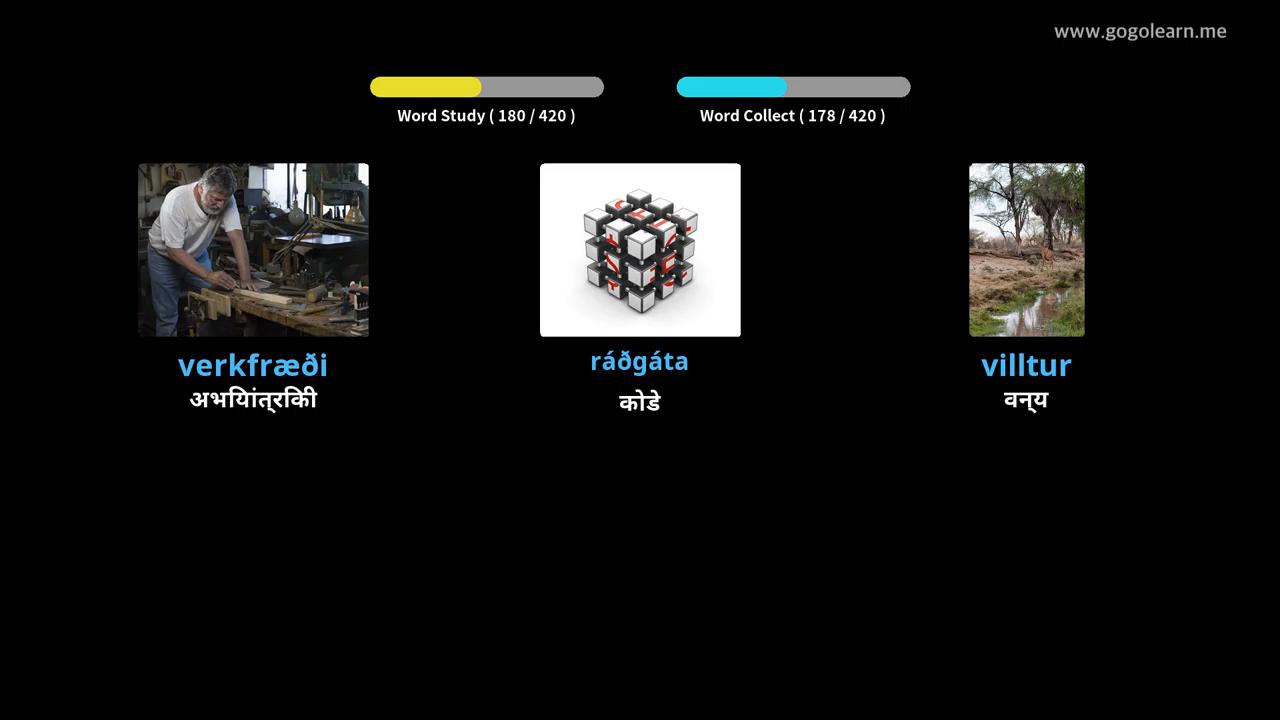 www.gogolearn.me
Word Study ( 180 / 420 )
Word Collect ( 178 / 420 )
verkfræði
ráðgáta
villtur
अभियांत्रिकी
कोडे
वन्य